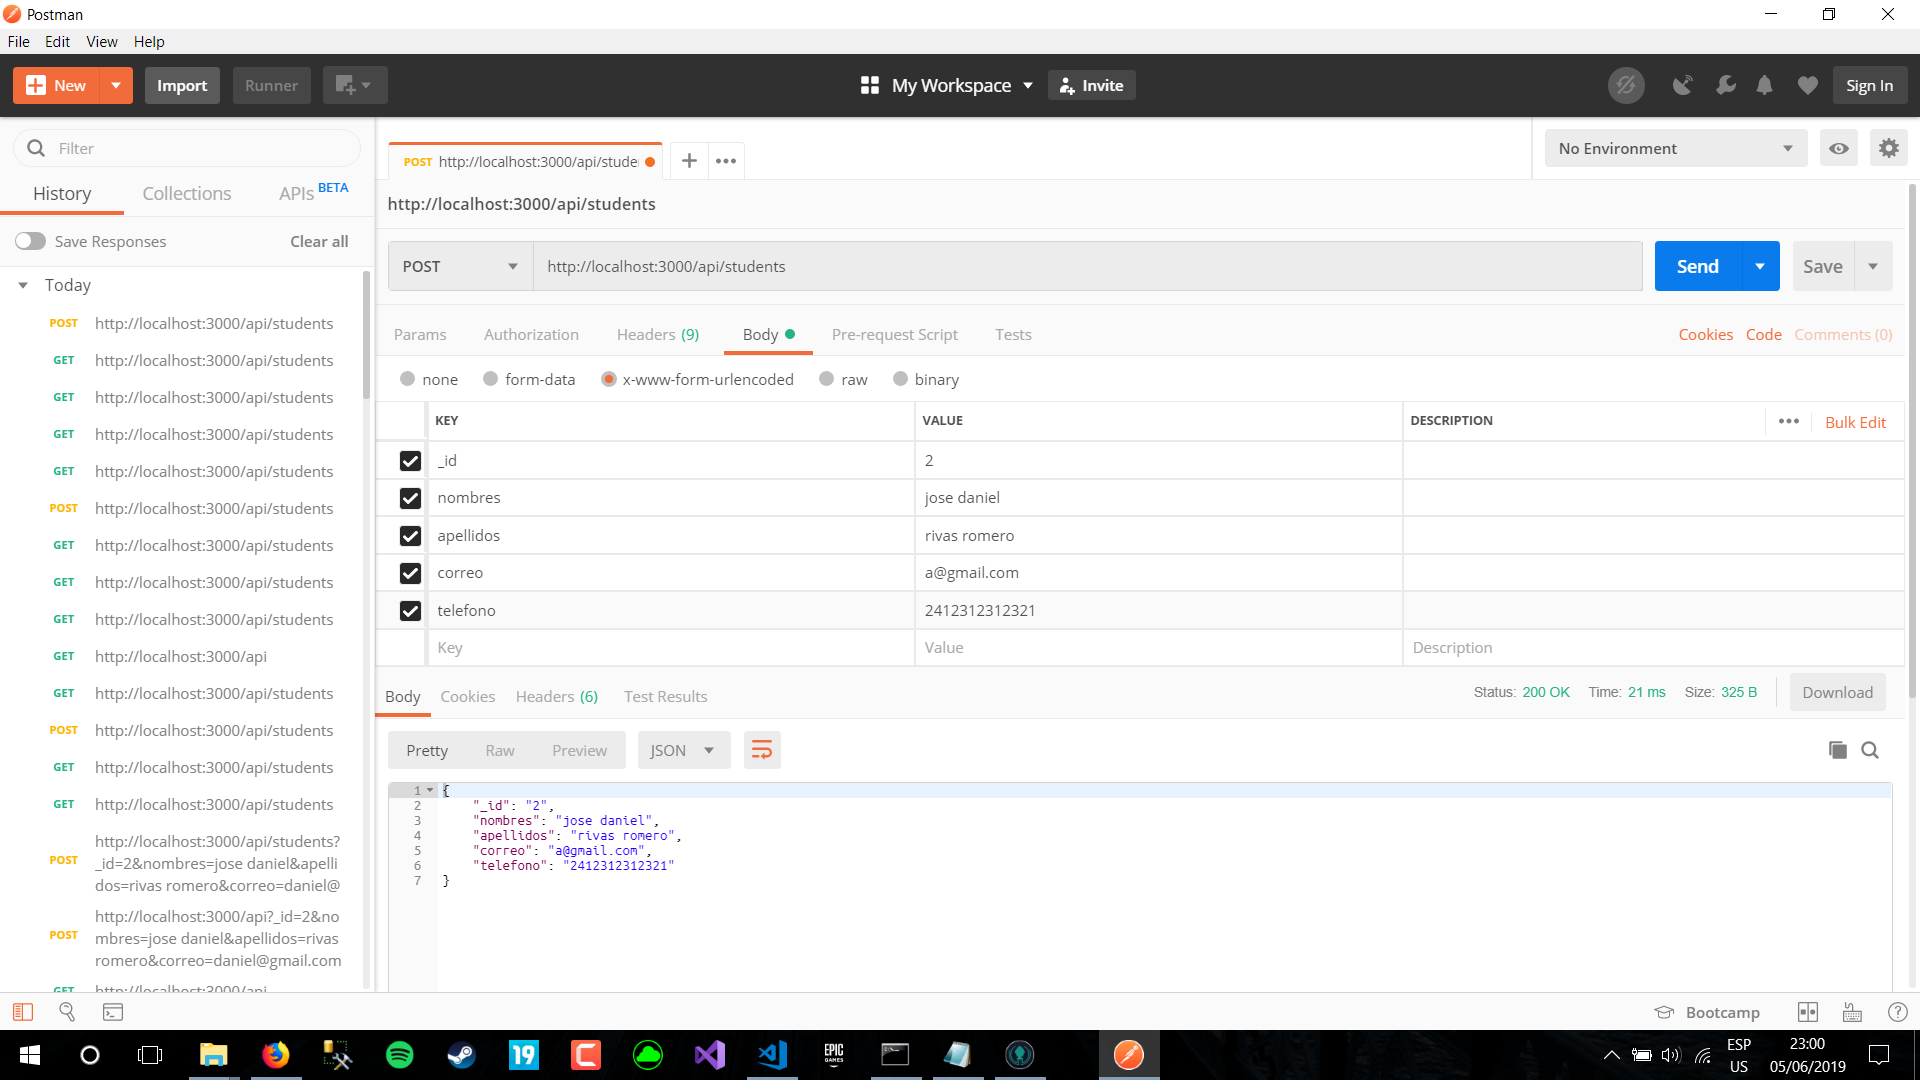 Postman
File Edit View Help
New Import Runner My Workspace Invite Sign In
Filter
History Collections APIs BETA
Save Responses Clear all
Today
POST http://localhost:3000/api/students
GET http://localhost:3000/api/students
GET http://localhost:3000/api/students
GET http://localhost:3000/api/students
GET http://localhost:3000/api/students
POST http://localhost:3000/api/students
GET http://localhost:3000/api/students
GET http://localhost:3000/api/students
GET http://localhost:3000/api/students
GET http://localhost:3000/api
GET http://localhost:3000/api/students
POST http://localhost:3000/api/students
GET http://localhost:3000/api/students
GET http://localhost:3000/api/students
POST http://localhost:3000/api/students?
_id=2&nombres=jose daniel&apelli
dos=rivas romero&correo=daniel@
POST http://localhost:3000/api?_id=2&no
mbres=jose daniel&apellidos=rivas
romero&correo=daniel@gmail.com
GET http://localhost:3000/api
POST http://localhost:3000/api/stude
No Environment
http://localhost:3000/api/students
POST http://localhost:3000/api/students Send Save
Params Authorization Headers (9) Body Pre-request Script Tests Cookies Code Comments (0)
none form-data x-www-form-urlencoded raw binary
KEY VALUE DESCRIPTION Bulk Edit
_id 2
nombres jose daniel
apellidos rivas romero
correo a@gmail.com
telefono 2412312312321
Key Value Description
Body Cookies Headers (6) Test Results Status: 200 OK Time: 21 ms Size: 325 B Download
Pretty Raw Preview JSON
1 {
2 "_id": "2",
3 "nombres": "jose daniel",
4 "apellidos": "rivas romero",
5 "correo": "a@gmail.com",
6 "telefono": "2412312312321"
7 }
Bootcamp
19
EPIC
GAMES
ESP
US
23:00
05/06/2019